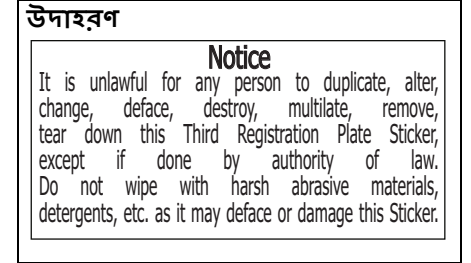 উদাহরণ
Notice
It is unlawful for any person to duplicate, alter,
change, deface, destroy, multilate, remove,
tear down this Third Registration Plate Sticker,
except if done by authority of law.
Do not wipe with harsh abrasive materials,
detergents, etc. as it may deface or damage this Sticker.